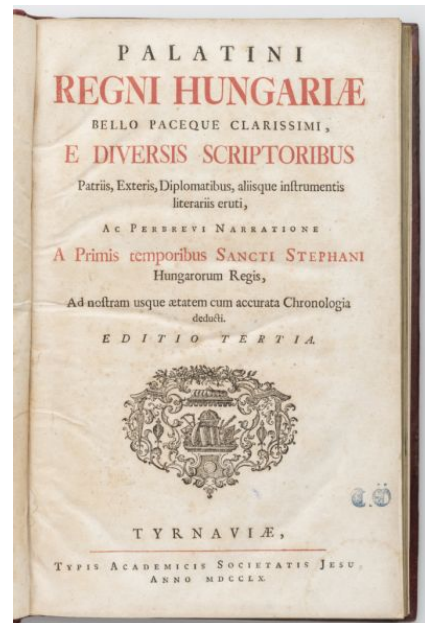 PALATINI
REGNI HUNGARIÆ
BELLO PACEQUE CLARISSIMI,
E DIVERSIS SCRIPTORIBUS
Patriis, Exteris, Diplomatibus, aliisque inſtrumentis
literariis eruti,
AC PERBREVI NARRATIONE
A Primis temporibus SANCTI STEPHANI
Hungarorum Regis,
Ad noſtram usque ætatem cum accurata Chronologia
deducti.
EDITIO TERTIA.
TYRNAVIÆ,
TYPIS ACADEMICIS SOCIETATIS JESU,
ANNO MDCCLX.